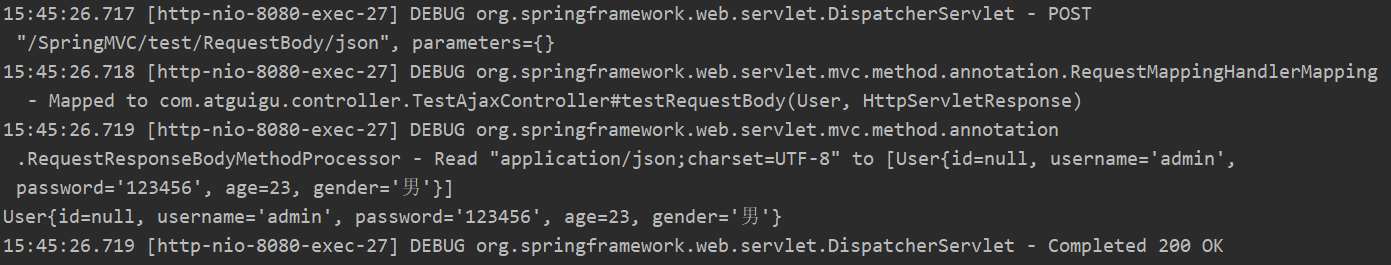 15:45:26.717 [http-nio-8080-exec-27] DEBUG org.springframework.web.servlet.DispatcherServlet - POST
"/SpringMVC/test/RequestBody/json", parameters={}
15:45:26.718 [http-nio-8080-exec-27] DEBUG org.springframework.web.servlet.mvc.method.annotation.RequestMappingHandlerMapping
- Mapped to com.atguigu.controller.TestAjaxController#testRequestBody(User, HttpServletResponse)
15:45:26.719 [http-nio-8080-exec-27] DEBUG org.springframework.web.servlet.mvc.method.annotation
.RequestResponseBodyMethodProcessor - Read "application/json;charset=UTF-8" to [User{id=null, username='admin',
password='123456', age=23, gender='男'}]
User{id=null, username='admin', password='123456', age=23, gender='男'}
15:45:26.719 [http-nio-8080-exec-27] DEBUG org.springframework.web.servlet.DispatcherServlet - Completed 200 OK